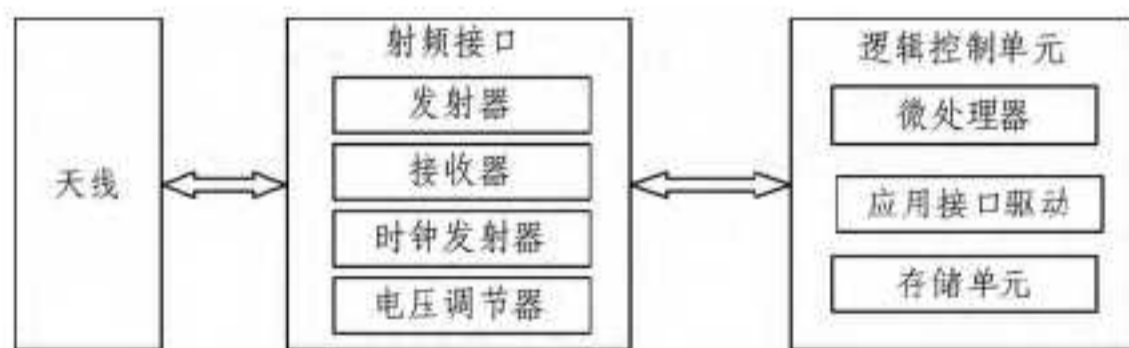 天线
射频接口
发射器
接收器
时钟发射器
电压调节器
逻辑控制单元
微处理器
应用接口驱动
存储单元